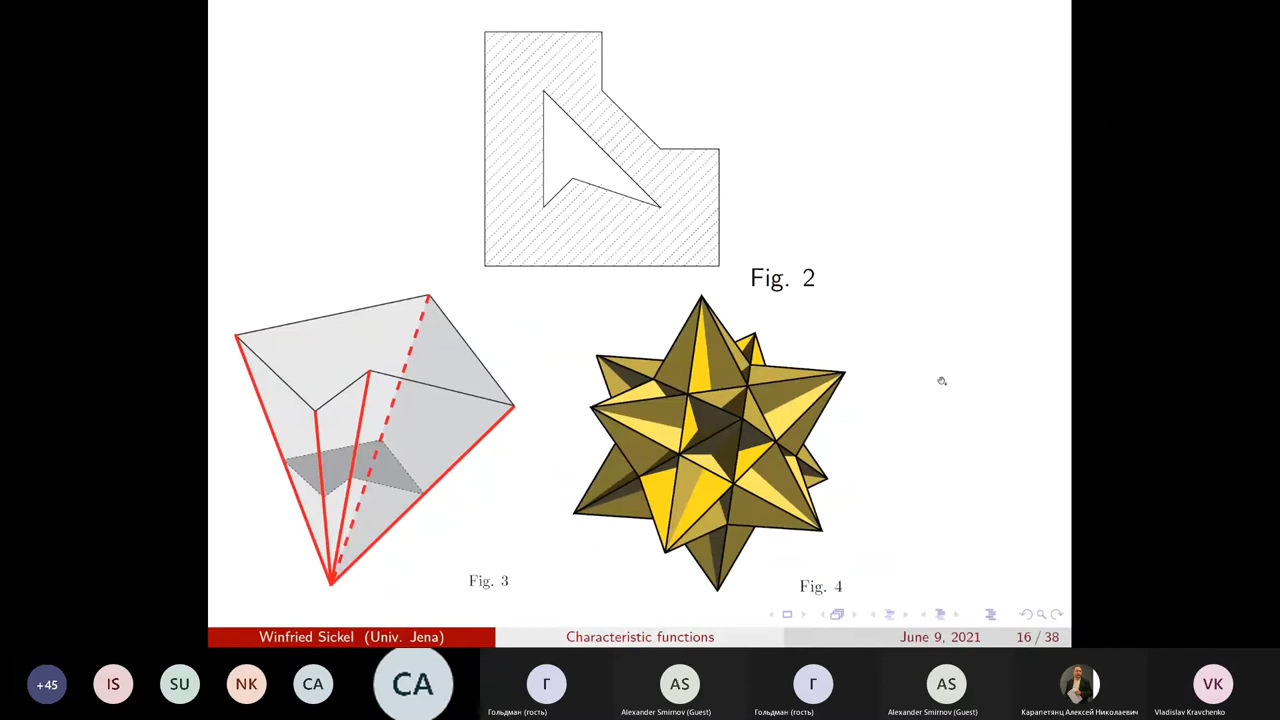 Fig. 2
Fig. 3
Fig. 4
Winfried Sickel (Univ. Jena)
Characteristic functions
June 9, 2021
16 / 38
+45
IS
SU
NK
CA
CA
Г
AS
Г
AS
VK
Гольдман (гость)
Alexander Smirnov (Guest)
Гольдман (гость)
Alexander Smirnov (Guest)
Карапетянц Алексей Николаевич
Vladislav Kravchenko